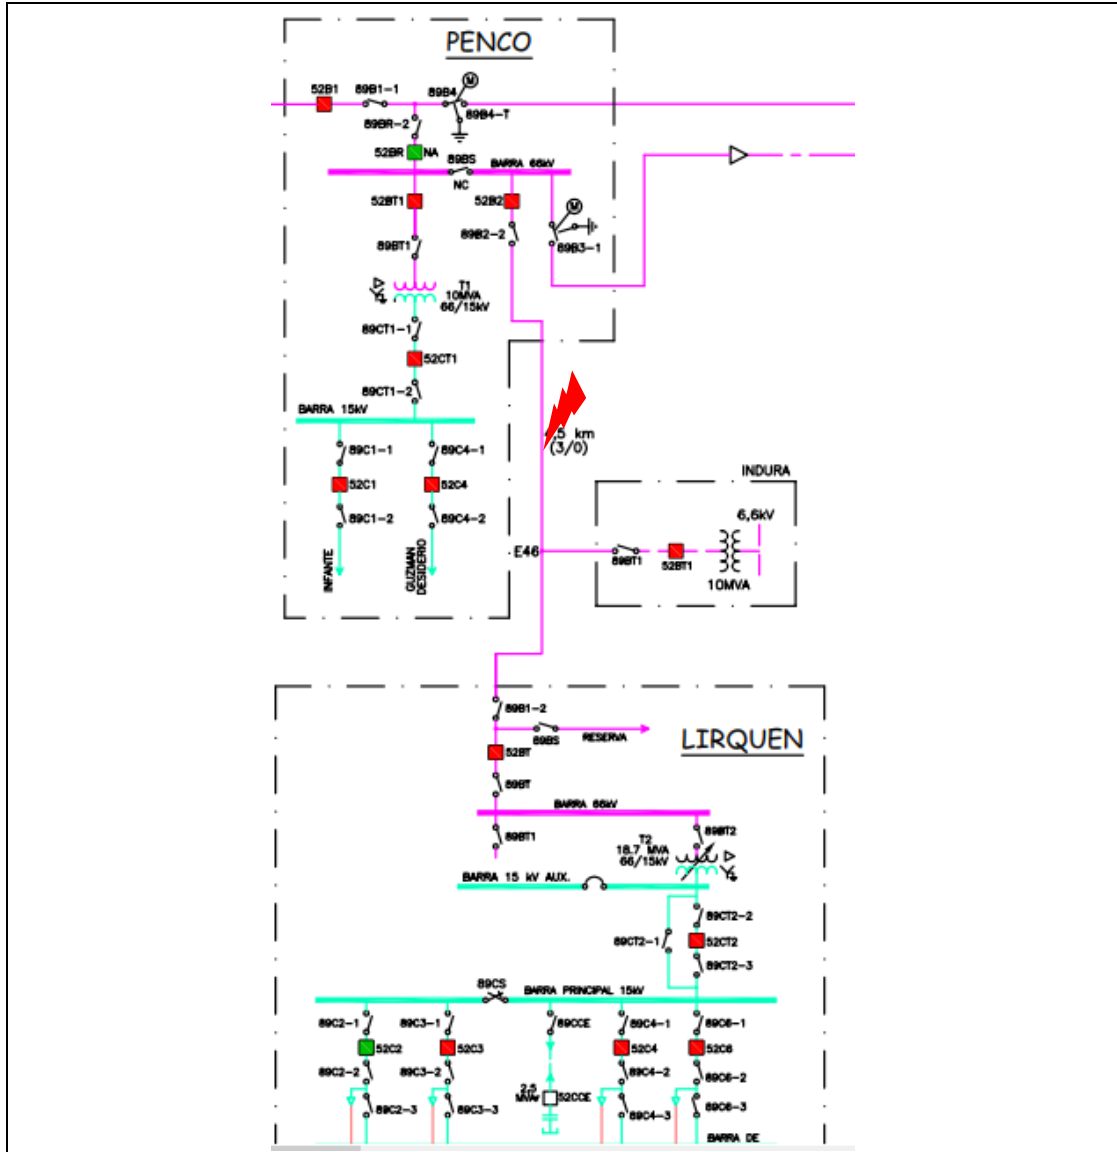 PENCO
52B1
89B1-1
89B4
M
89B4-T
89BR-2
52BR
NA
89BS
BARRA 66kV
NC
52BT1
52B2
M
89BT1
89B2-2
89B3-1
T1
10MVA
66/15kV
89CT1-1
52CT1
89CT1-2
BARRA 15kV
,5 km
(3/0)
89C1-1
89C4-1
52C1
52C4
89C1-2
89C4-2
INFANTE
GUZMAN
DESIDERIO
INDURA
6,6kV
E46
89BT1
52BT1
10MVA
LIRQUEN
89B1-2
89BS
RESERVA
52BT
89BT
BARRA 66kV
89BT1
89BT2
T2
18.7 MVA
66/15kV
BARRA 15 kV AUX.
89CT2-2
89CT2-1
52CT2
89CT2-3
89CS
BARRA PRINCIPAL 15kV
89C2-1
89C3-1
89CCE
89C4-1
89C6-1
52C2
52C3
52C4
52C6
89C2-2
89C3-2
89C4-2
89C6-2
2,5
MVAr
52CCE
89C2-3
89C3-3
89C4-3
89C6-3
BARRA DE